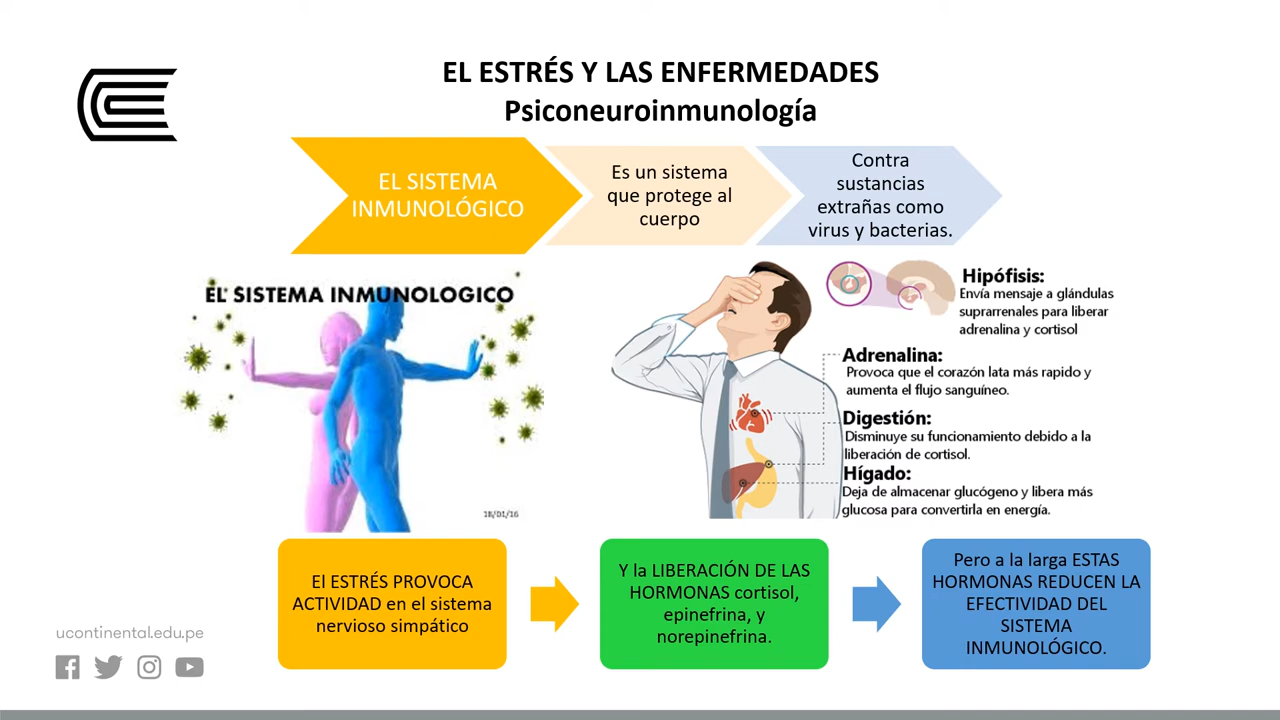 EL ESTRÉS Y LAS ENFERMEDADES
Psiconeuroinmunología
EL SISTEMA
INMUNOLÓGICO
Es un sistema
que protege al
cuerpo
Contra
sustancias
extrañas como
virus y bacterias.
EL SISTEMA INMUNOLOGICO
18/01/16
Hipófisis:
Envía mensaje a glándulas
suprarrenales para liberar
adrenalina y cortisol
Adrenalina:
Provoca que el corazón lata más rapido y
aumenta el flujo sanguíneo.
Digestión:
Disminuye su funcionamiento debido a la
liberación de cortisol.
Hígado:
Deja de almacenar glucógeno y libera más
glucosa para convertirla en energía.
El ESTRÉS PROVOCA
ACTIVIDAD en el sistema
nervioso simpático
Y la LIBERACIÓN DE LAS
HORMONAS cortisol,
epinefrina, y
norepinefrina.
Pero a la larga ESTAS
HORMONAS REDUCEN LA
EFECTIVIDAD DEL
SISTEMA
INMUNOLÓGICO.
ucontinental.edu.pe